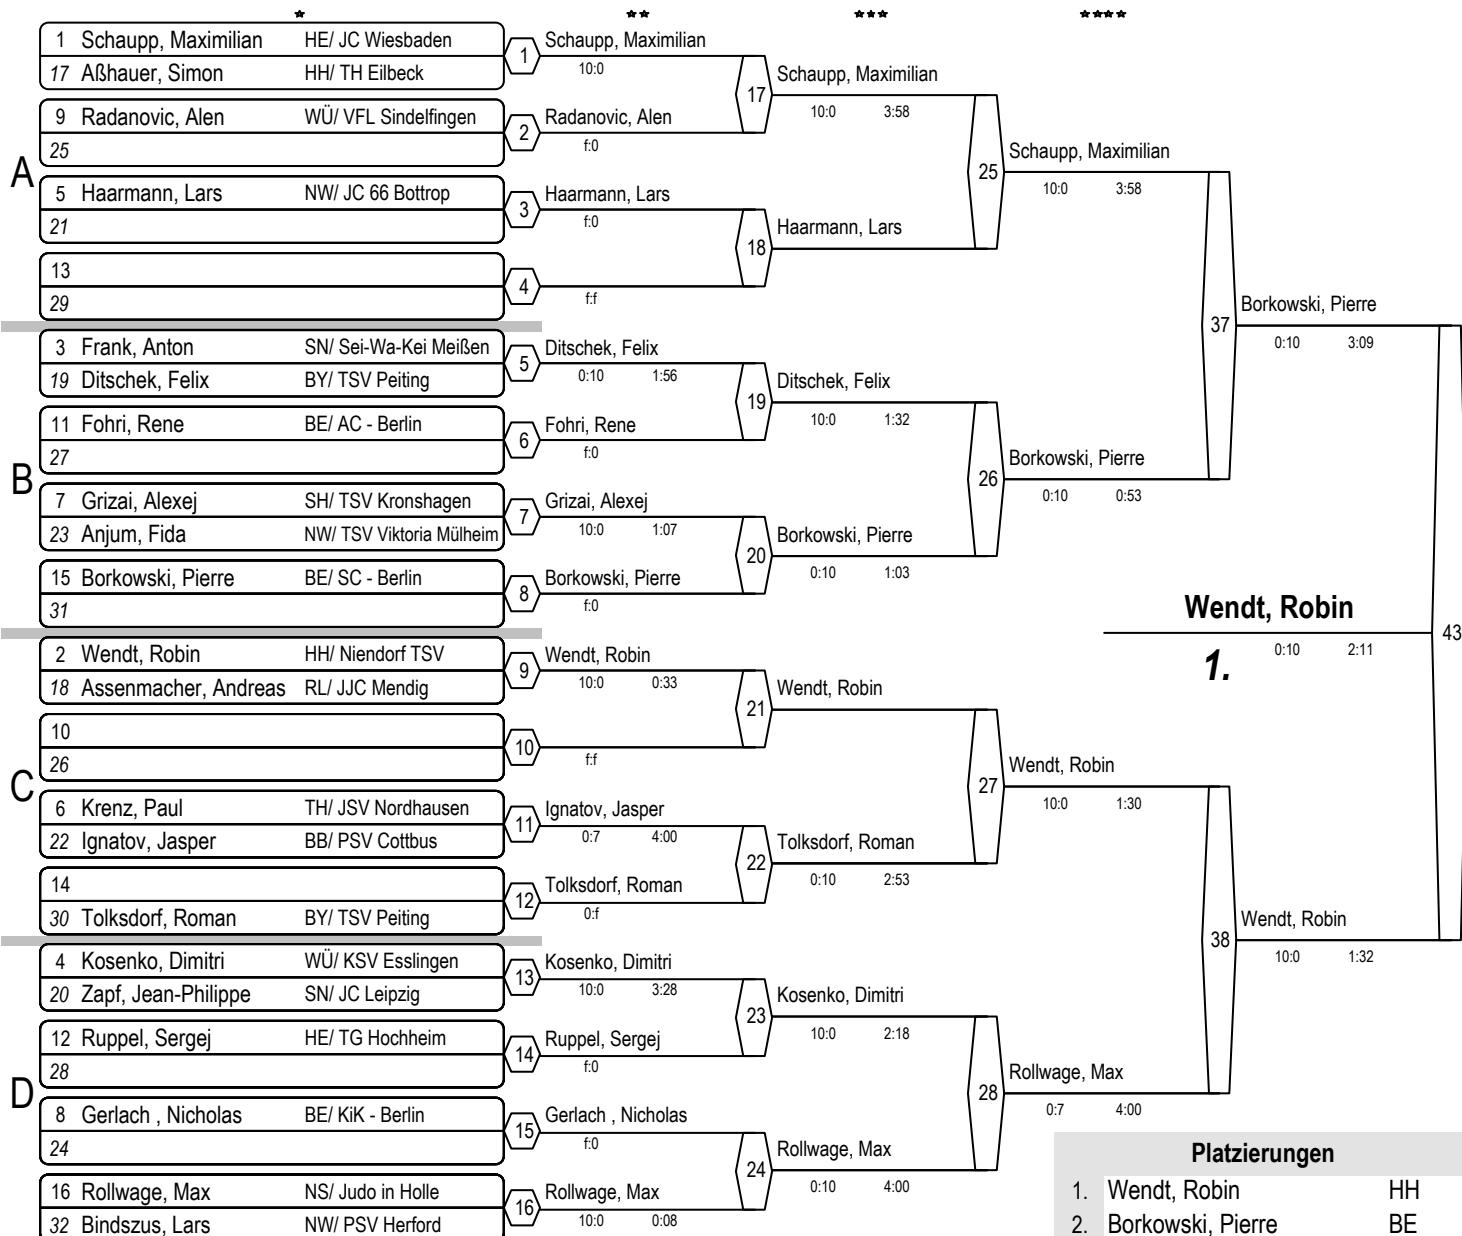 * ** *** ****
1 Schaupp, Maximilian HE/ JC Wiesbaden
17 Aßhauer, Simon HH/ TH Eilbeck
9 Radanovic, Alen WÜ/ VFL Sindelfingen
25
A
5 Haarmann, Lars NW/ JC 66 Bottrop
21
13
29
3 Frank, Anton SN/ Sei-Wa-Kei Meißen
19 Ditschek, Felix BY/ TSV Peiting
11 Fohri, Rene BE/ AC - Berlin
27
B
7 Grizai, Alexej SH/ TSV Kronshagen
23 Anjum, Fida NW/ TSV Viktoria Mülheim
15 Borkowski, Pierre BE/ SC - Berlin
31
2 Wendt, Robin HH/ Niendorf TSV
18 Assenmacher, Andreas RL/ JJC Mendig
10
26
C
6 Krenz, Paul TH/ JSV Nordhausen
22 Ignatov, Jasper BB/ PSV Cottbus
14
30 Tolksdorf, Roman BY/ TSV Peiting
4 Kosenko, Dimitri WÜ/ KSV Esslingen
20 Zapf, Jean-Philippe SN/ JC Leipzig
12 Ruppel, Sergej HE/ TG Hochheim
28
D
8 Gerlach , Nicholas BE/ KiK - Berlin
24
16 Rollwage, Max NS/ Judo in Holle
32 Bindszus, Lars NW/ PSV Herford
1 Schaupp, Maximilian
10:0
2 Radanovic, Alen
f:0
3 Haarmann, Lars
f:0
4
f:f
5 Ditschek, Felix
0:10 1:56
6 Fohri, Rene
f:0
7 Grizai, Alexej
10:0 1:07
8 Borkowski, Pierre
f:0
9 Wendt, Robin
10:0 0:33
10
f:f
11 Ignatov, Jasper
0:7 4:00
12 Tolksdorf, Roman
0:f
13 Kosenko, Dimitri
10:0 3:28
14 Ruppel, Sergej
f:0
15 Gerlach , Nicholas
f:0
16 Rollwage, Max
10:0 0:08
17 Schaupp, Maximilian
10:0 3:58
18 Haarmann, Lars
19 Ditschek, Felix
10:0 1:32
20 Borkowski, Pierre
0:10 1:03
21 Wendt, Robin
22 Tolksdorf, Roman
0:10 2:53
23 Kosenko, Dimitri
10:0 2:18
24 Rollwage, Max
0:10 4:00
25 Schaupp, Maximilian
10:0 3:58
26 Borkowski, Pierre
0:10 0:53
27 Wendt, Robin
10:0 1:30
28 Rollwage, Max
0:7 4:00
37 Borkowski, Pierre
0:10 3:09
38 Wendt, Robin
10:0 1:32
Wendt, Robin
43
1. 0:10 2:11
Platzierungen
1. Wendt, Robin HH
2. Borkowski, Pierre BE